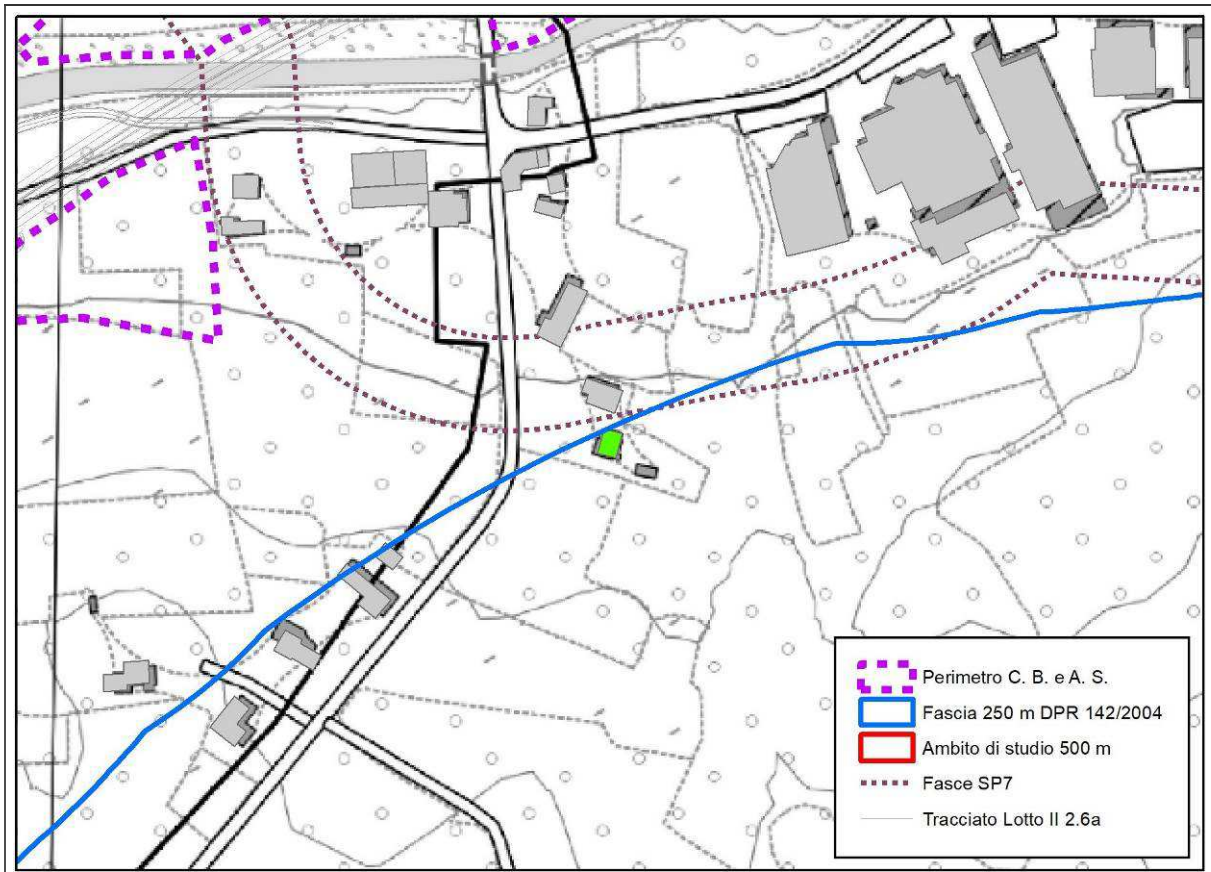 Perimetro C. B. e A. S.
Fascia 250 m DPR 142/2004
Ambito di studio 500 m
Fasce SP7
Tracciato Lotto II 2.6a